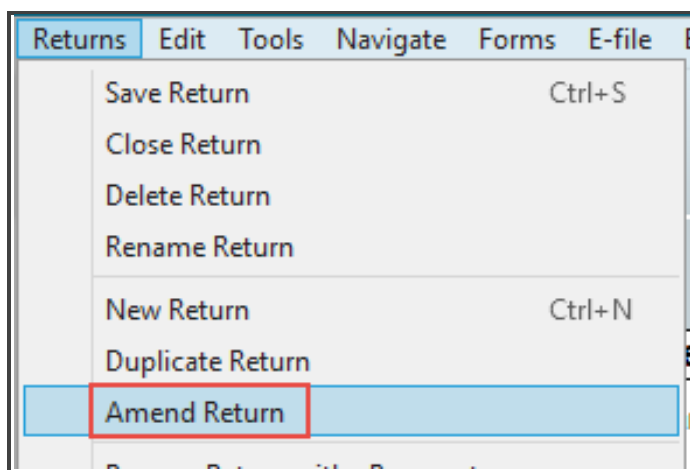 Returns Edit Tools Navigate Forms E-file
Save Return Ctrl+S
Close Return
Delete Return
Rename Return
New Return Ctrl+N
Duplicate Return
Amend Return